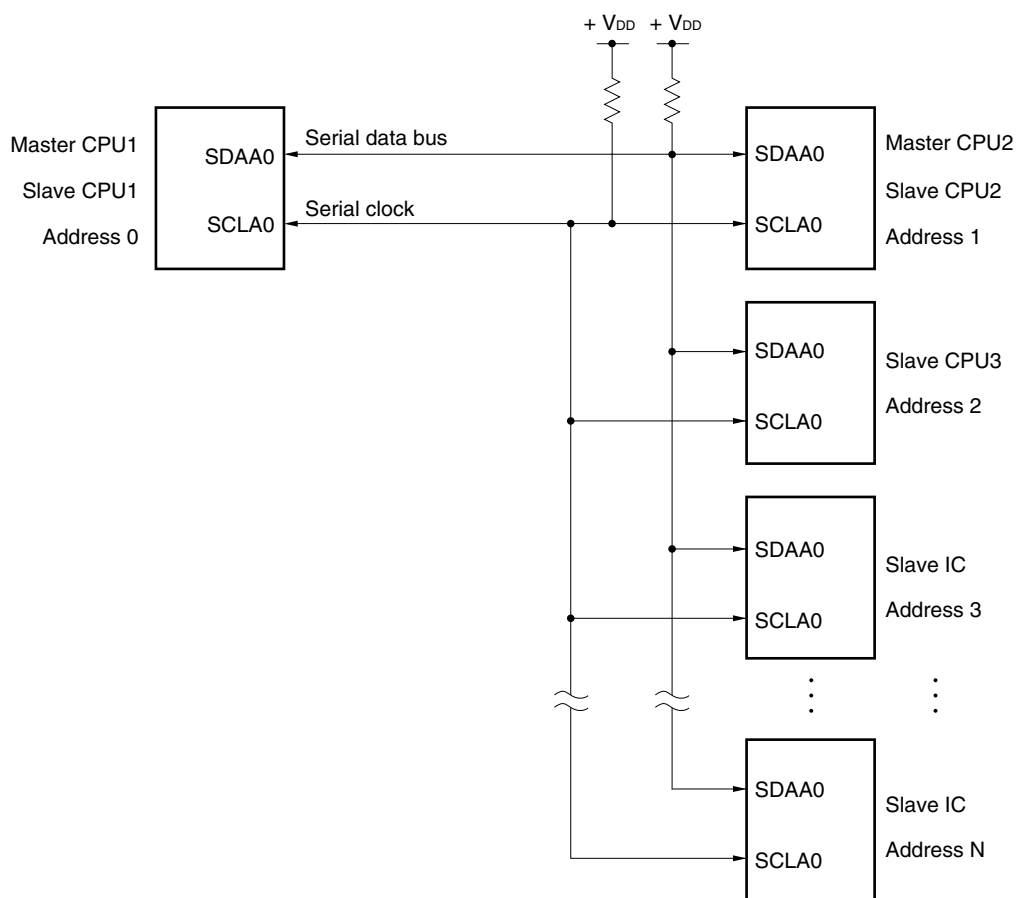 + VDD
+ VDD
Master CPU1
Slave CPU1
Address 0
SDAA0
SCLA0
Serial data bus
Serial clock
SDAA0
SCLA0
Master CPU2
Slave CPU2
Address 1
SDAA0
SCLA0
Slave CPU3
Address 2
SDAA0
SCLA0
Slave IC
Address 3
SDAA0
SCLA0
Slave IC
Address N